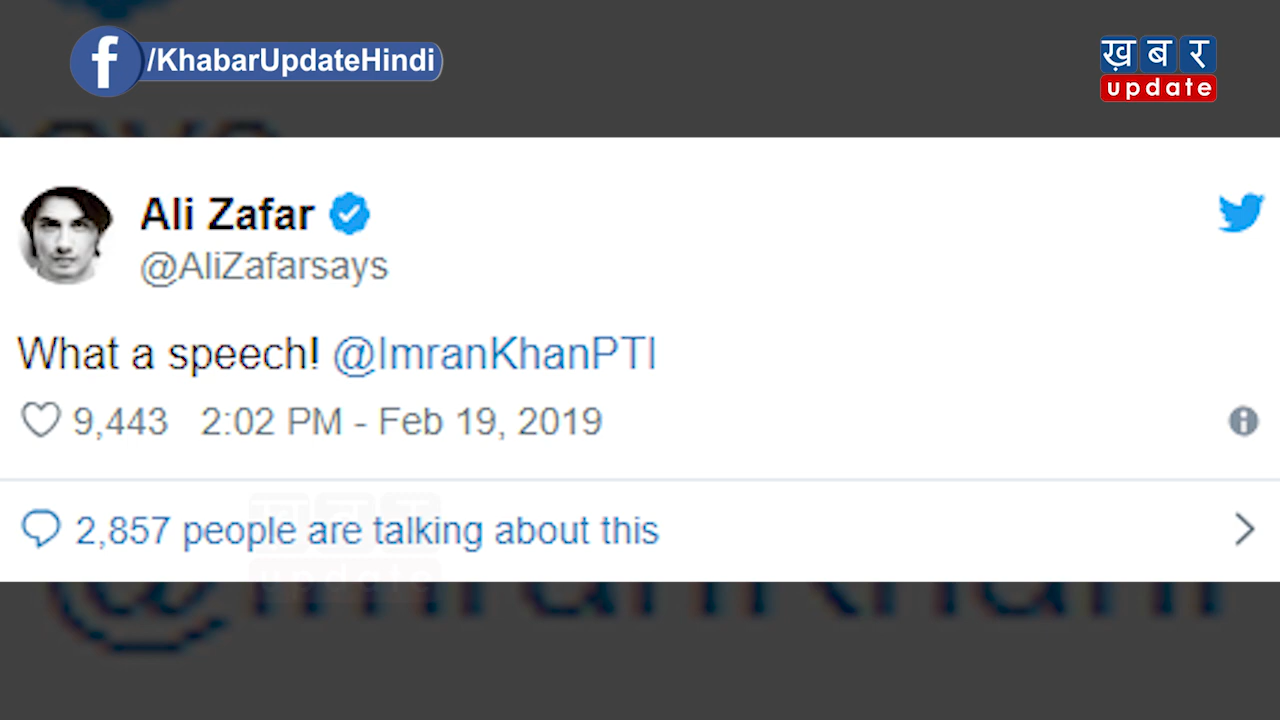 /KhabarUpdateHindi
ख़बर
update
Ali Zafar
@AliZafarsays
What a speech! @ImranKhanPTI
9,443 2:02 PM - Feb 19, 2019
2,857 people are talking about this